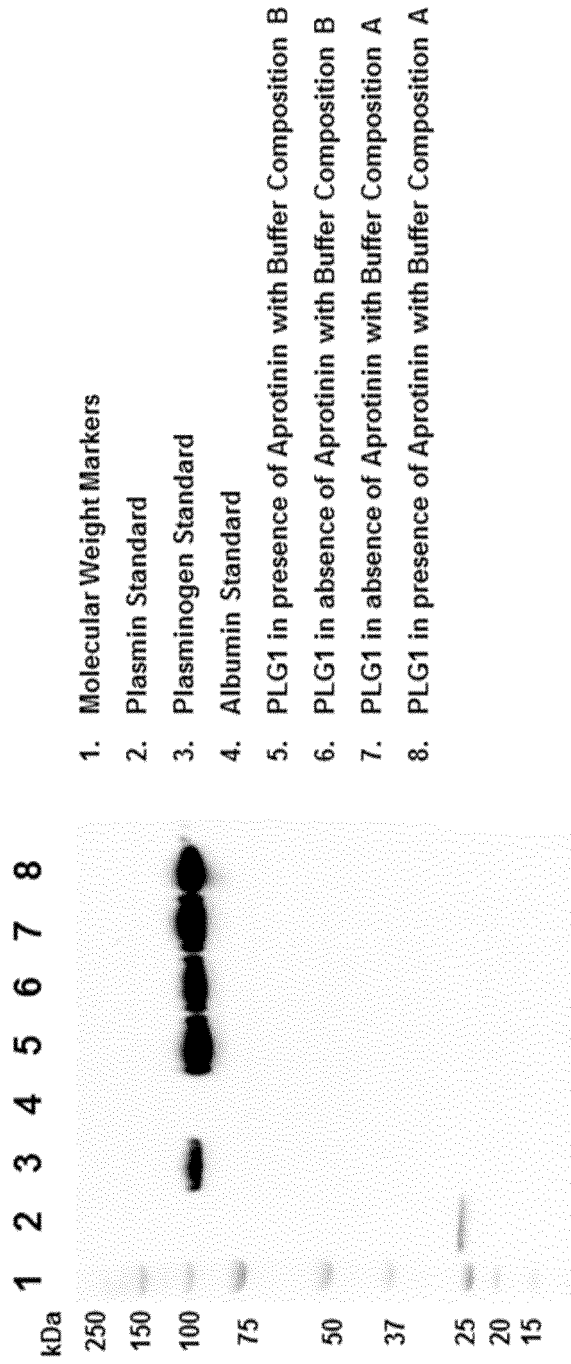 kDa 1 2 3 4 5 6 7 8
250
150
100
75
50
37
25
20
15
1. Molecular Weight Markers
2. Plasmin Standard
3. Plasminogen Standard
4. Albumin Standard
5. PLG1 in presence of Aprotinin with Buffer Composition B
6. PLG1 in absence of Aprotinin with Buffer Composition B
7. PLG1 in absence of Aprotinin with Buffer Composition A
8. PLG1 in presence of Aprotinin with Buffer Composition A